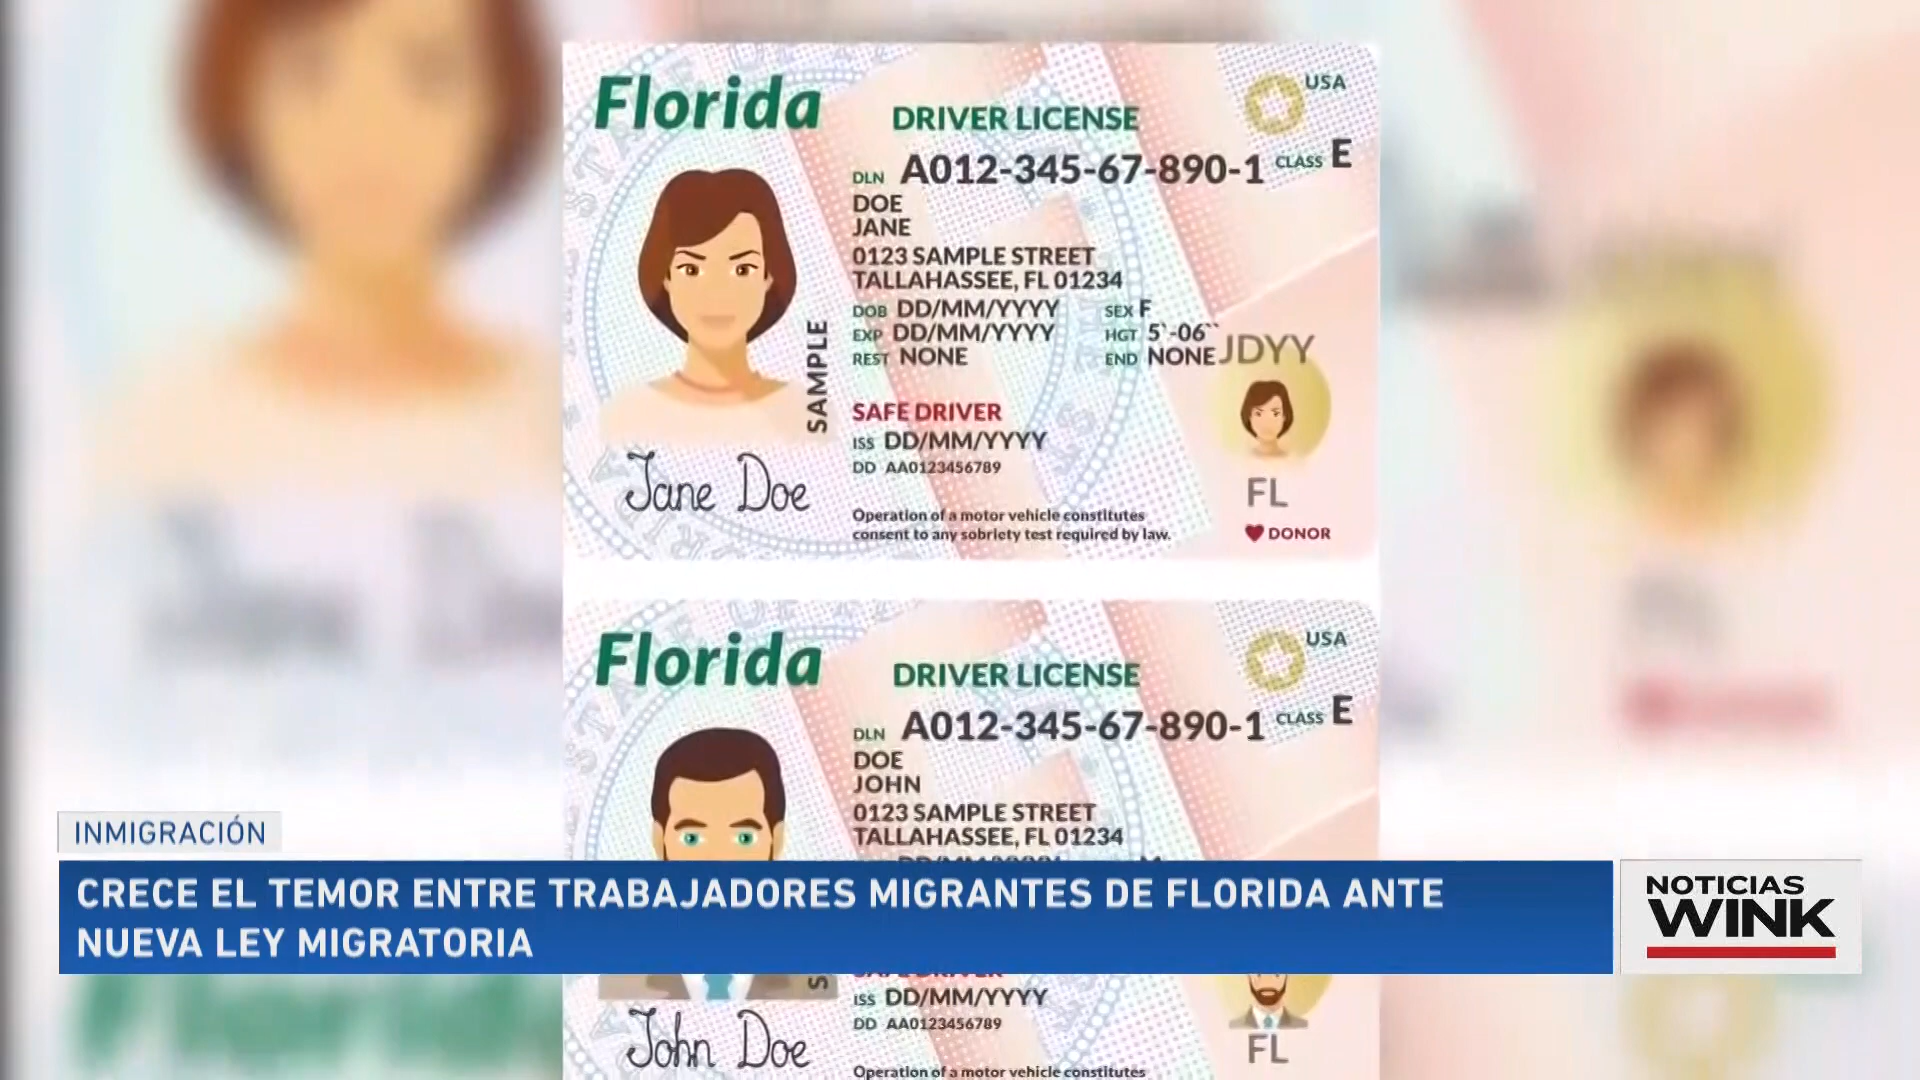 Florida
DRIVER LICENSE
USA
DLN A012-345-67-890-1 CLASS E
DOE
JANE
0123 SAMPLE STREET
TALLAHASSEE, FL 01234
DOB DD/MM/YYYY SEX F
EXP DD/MM/YYYY HGT 5`-06``
REST NONE END NONE JDYY
SAMPLE
SAFE DRIVER
ISS DD/MM/YYYY
DD AA0123456789
Jane Doe
FL
Operation of a motor vehicle constitutes
consent to any sobriety test required by law.
DONOR
Florida
DRIVER LICENSE
USA
DLN A012-345-67-890-1 CLASS E
DOE
JOHN
0123 SAMPLE STREET
TALLAHASSEE, FL 01234
INMIGRACIÓN
CRECE EL TEMOR ENTRE TRABAJADORES MIGRANTES DE FLORIDA ANTE
NUEVA LEY MIGRATORIA
NOTICIAS
WINK
ISS DD/MM/YYYY
DD AA0123456789
John Doe
FL
Operation of a motor vehicle constitutes